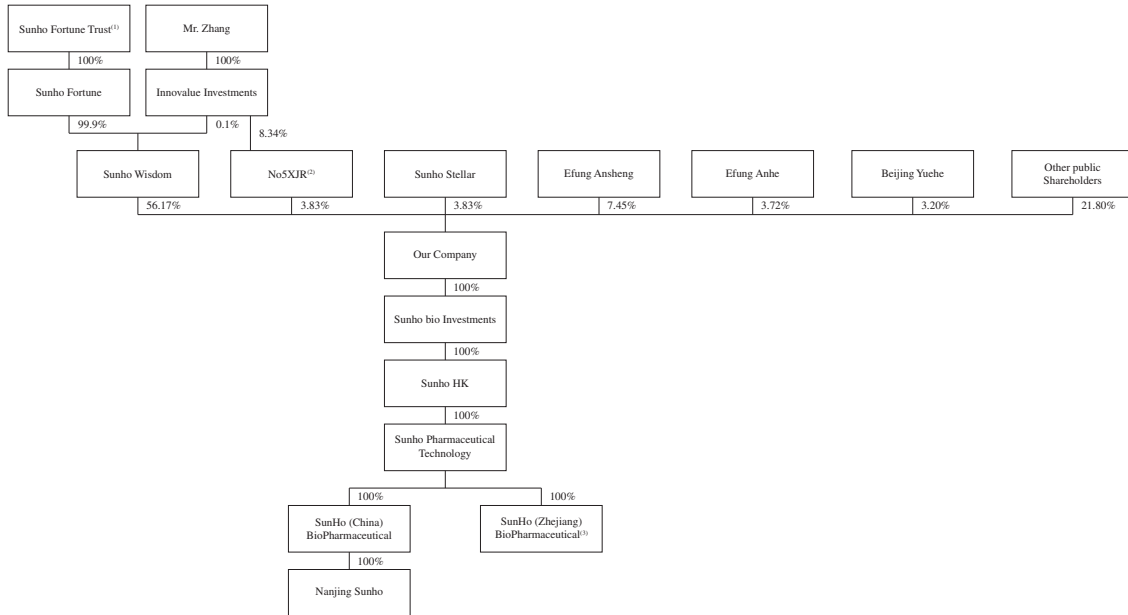 Sunho Fortune Trust(1)
Mr. Zhang
100%
100%
Sunho Fortune
Innovalue Investments
99.9%
0.1%
8.34%
Sunho Wisdom
No5XJR(2)
Sunho Stellar
Efung Ansheng
Efung Anhe
Beijing Yuehe
Other public
Shareholders
56.17%
3.83%
3.83%
7.45%
3.72%
3.20%
21.80%
Our Company
100%
Sunho bio Investments
100%
Sunho HK
100%
Sunho Pharmaceutical
Technology
100%
100%
SunHo (China)
BioPharmaceutical
SunHo (Zhejiang)
BioPharmaceutical(3)
100%
Nanjing Sunho